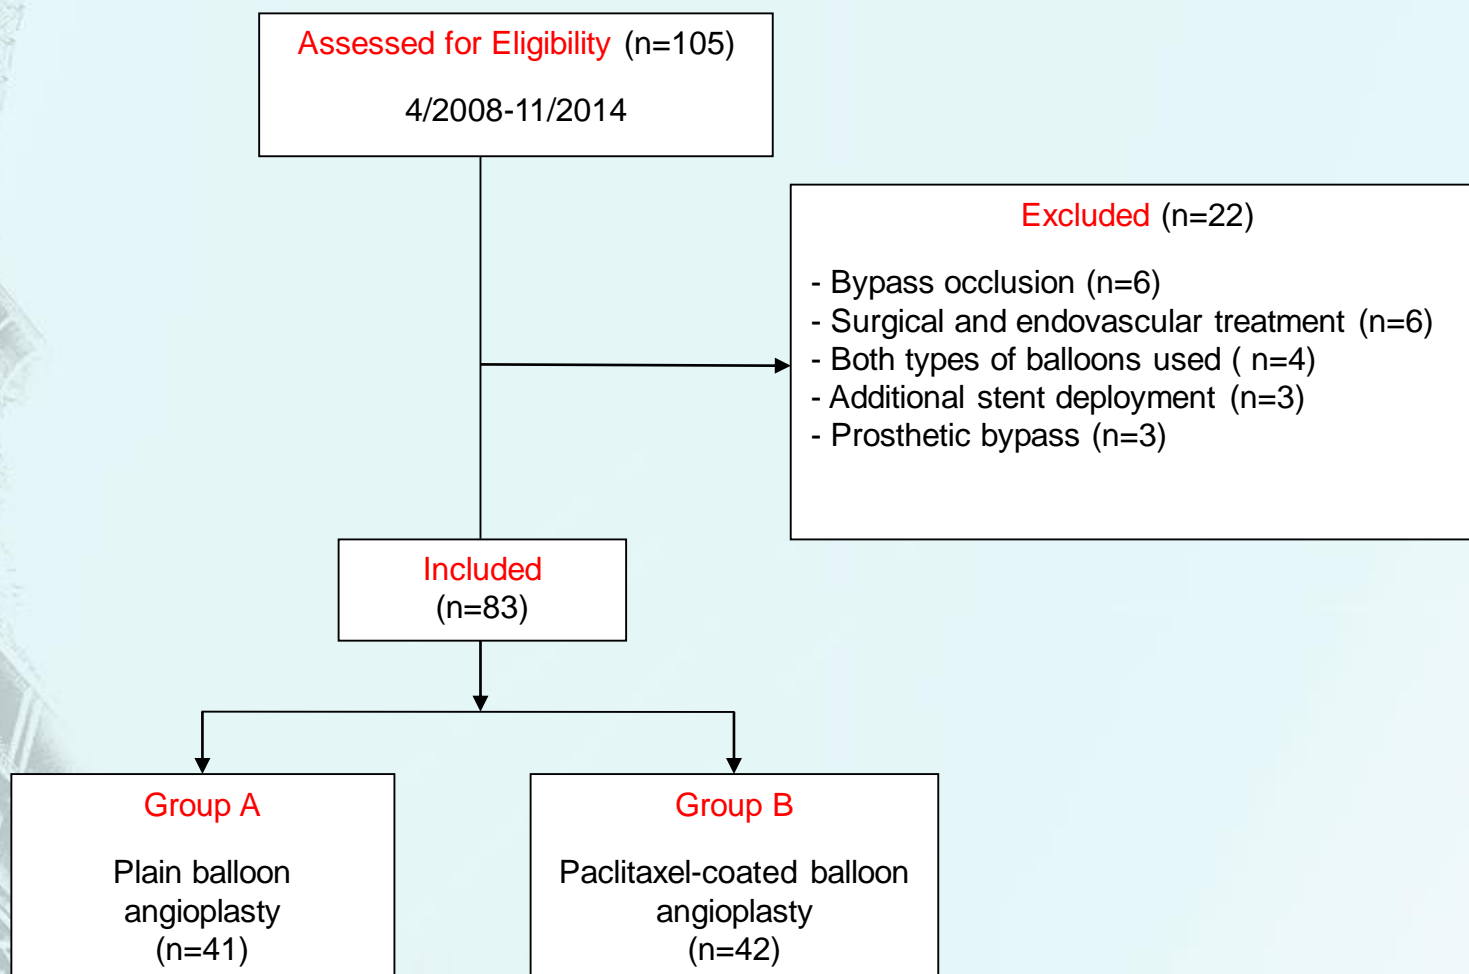 Assessed for Eligibility (n=105)
4/2008-11/2014
Excluded (n=22)
- Bypass occlusion (n=6)
- Surgical and endovascular treatment (n=6)
- Both types of balloons used ( n=4)
- Additional stent deployment (n=3)
- Prosthetic bypass (n=3)
Included
(n=83)
Group A
Plain balloon
angioplasty
(n=41)
Group B
Paclitaxel-coated balloon
angioplasty
(n=42)